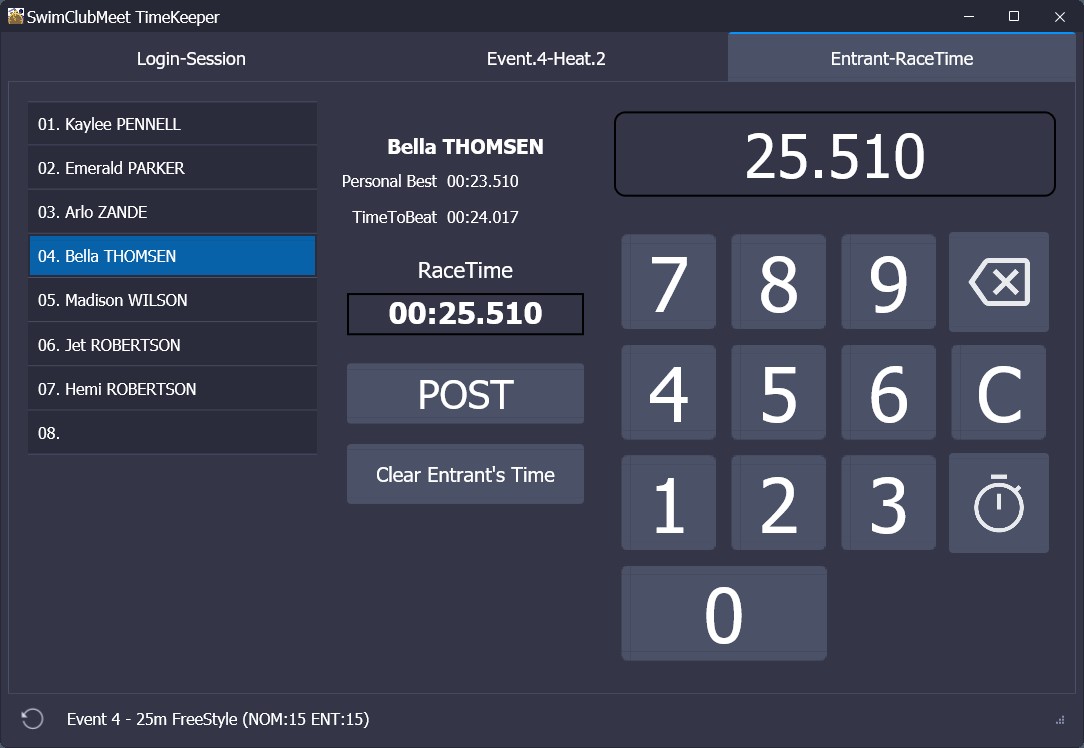 SwimClubMeet TimeKeeper
Login-Session
Event.4-Heat.2
Entrant-RaceTime
01. Kaylee PENNELL
02. Emerald PARKER
03. Arlo ZANDE
04. Bella THOMSEN
05. Madison WILSON
06. Jet ROBERTSON
07. Hemi ROBERTSON
08.
Bella THOMSEN
Personal Best 00:23.510
TimeToBeat 00:24.017
RaceTime
00:25.510
POST
Clear Entrant's Time
25.510
7 8 9
4 5 6 C
1 2 3
0
Event 4 - 25m FreeStyle (NOM:15 ENT:15)